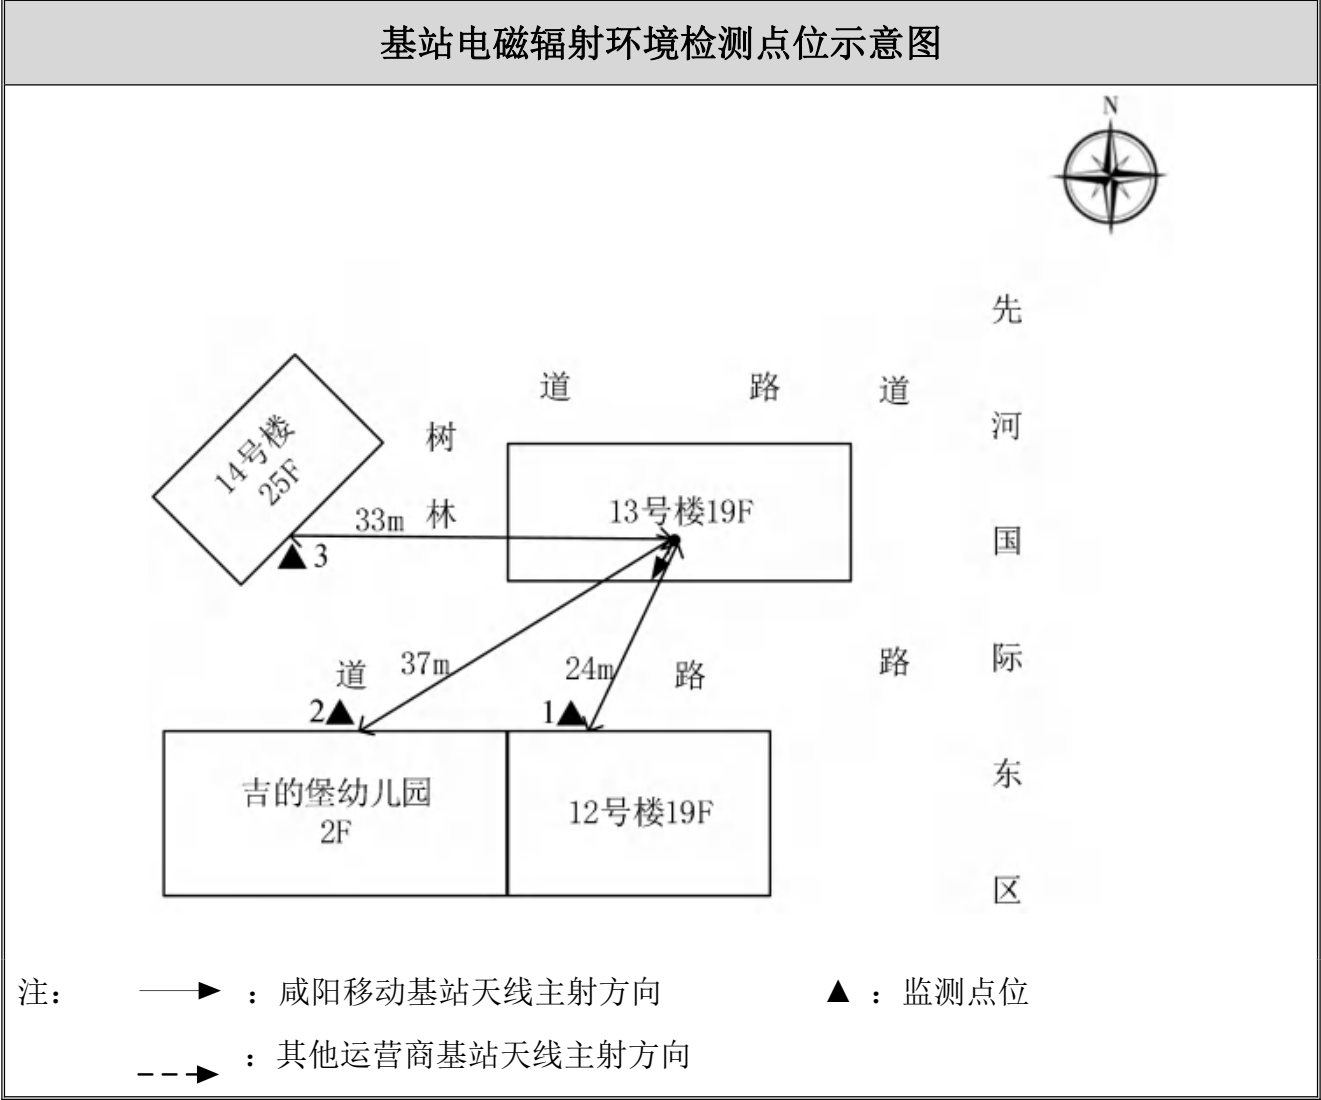 基站电磁辐射环境检测点位示意图
N
先河国际东区
道 路 道
树林
14号楼
25F
13号楼19F
33m
3
道 37m 24m 路 路
2 1
吉的堡幼儿园
2F
12号楼19F
注： ：咸阳移动基站天线主射方向 ：监测点位
：其他运营商基站天线主射方向